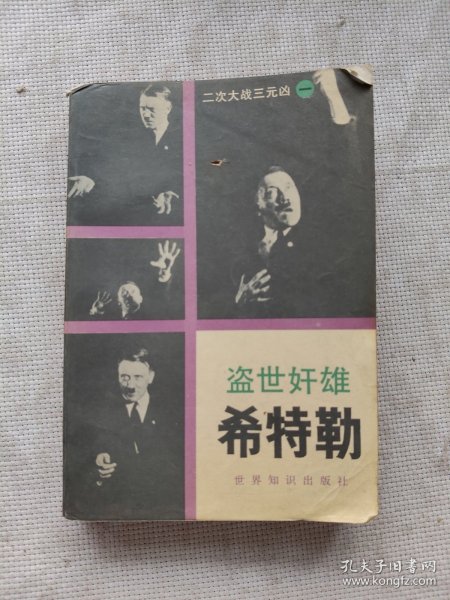 二次大战三元凶 一
盗世奸雄
希特勒
世界知识出版社
孔夫子旧书网
www.kongfz.com